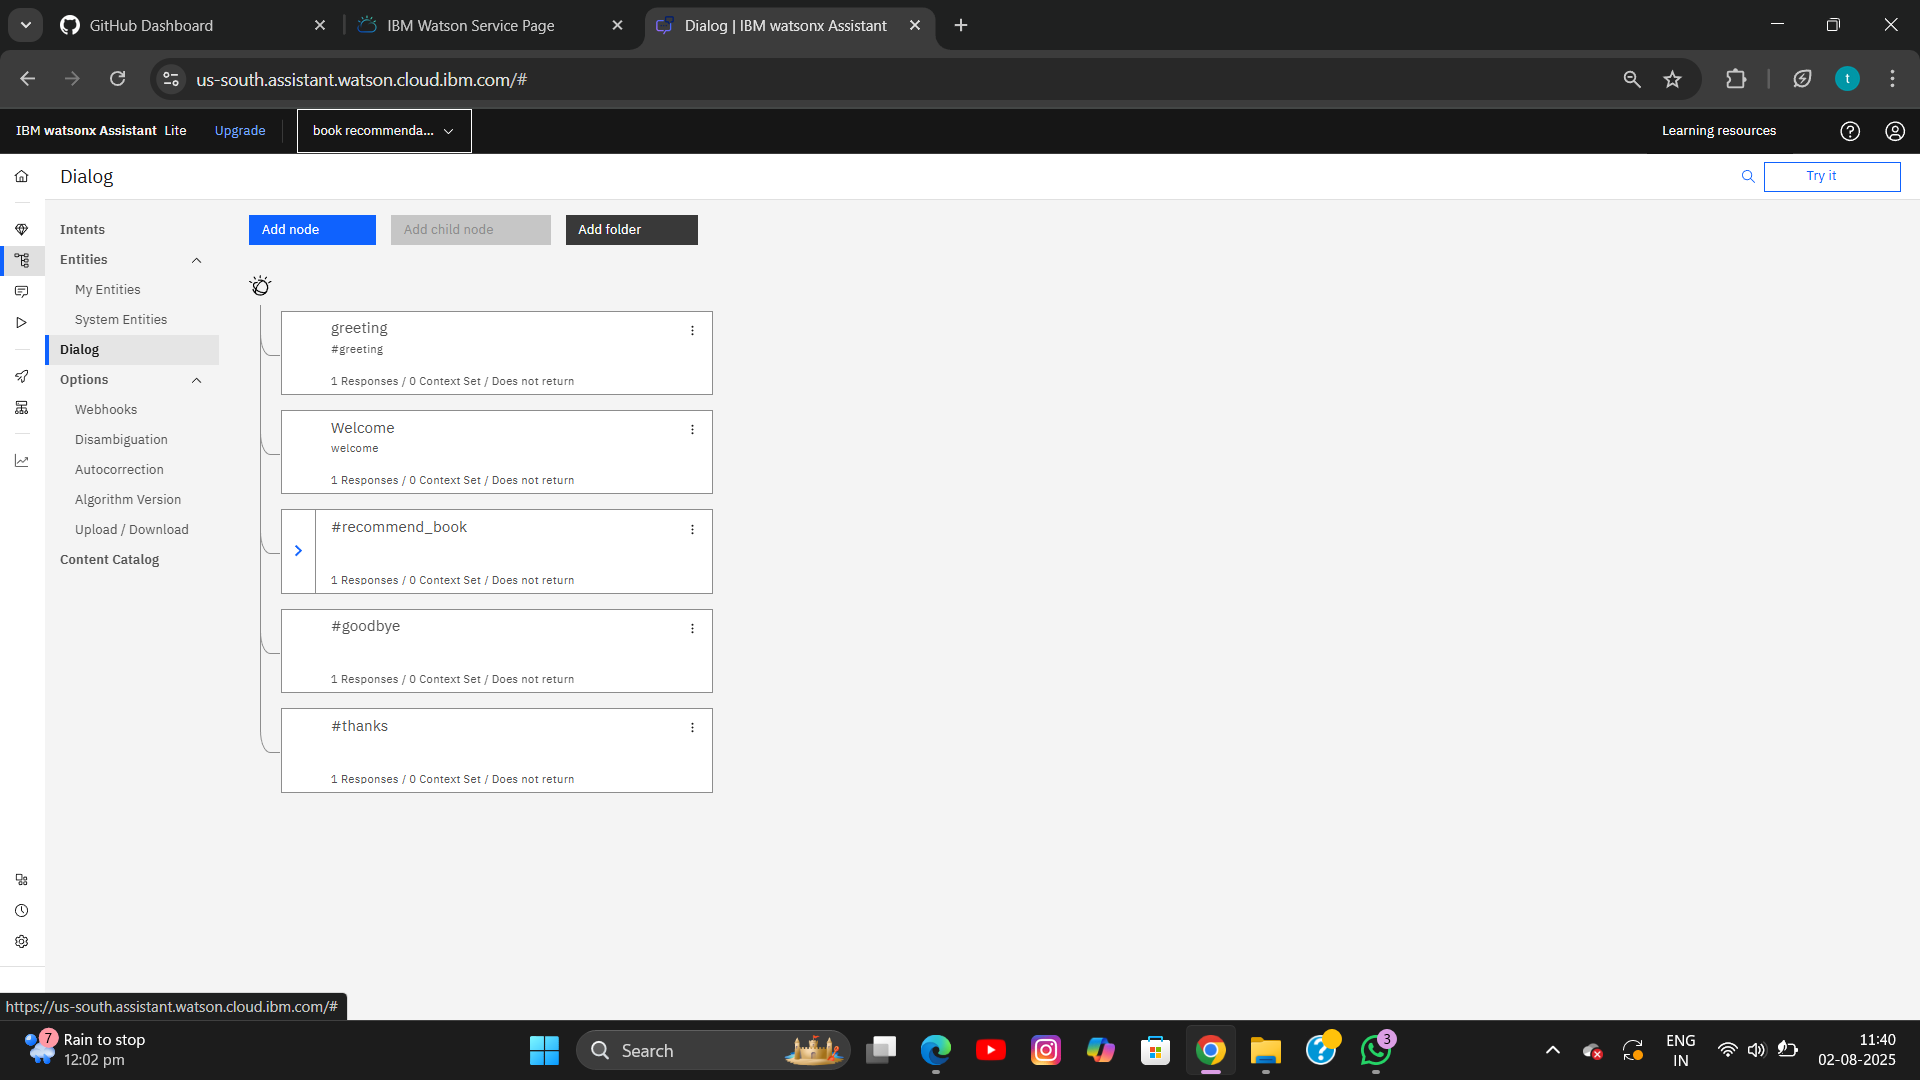 GitHub Dashboard
IBM Watson Service Page
Dialog | IBM watsonx Assistant
us-south.assistant.watson.cloud.ibm.com/#
t
IBM watsonx Assistant Lite
Upgrade
book recommenda...
Learning resources
Dialog
Try it
Intents
Entities
My Entities
System Entities
Dialog
Options
Webhooks
Disambiguation
Autocorrection
Algorithm Version
Upload / Download
Content Catalog
Add node
Add child node
Add folder
greeting
#greeting
1 Responses / 0 Context Set / Does not return
Welcome
welcome
1 Responses / 0 Context Set / Does not return
#recommend_book
1 Responses / 0 Context Set / Does not return
#goodbye
1 Responses / 0 Context Set / Does not return
#thanks
1 Responses / 0 Context Set / Does not return
https://us-south.assistant.watson.cloud.ibm.com/#
7
Rain to stop
12:02 pm
Search
3
ENG
IN
11:40
02-08-2025